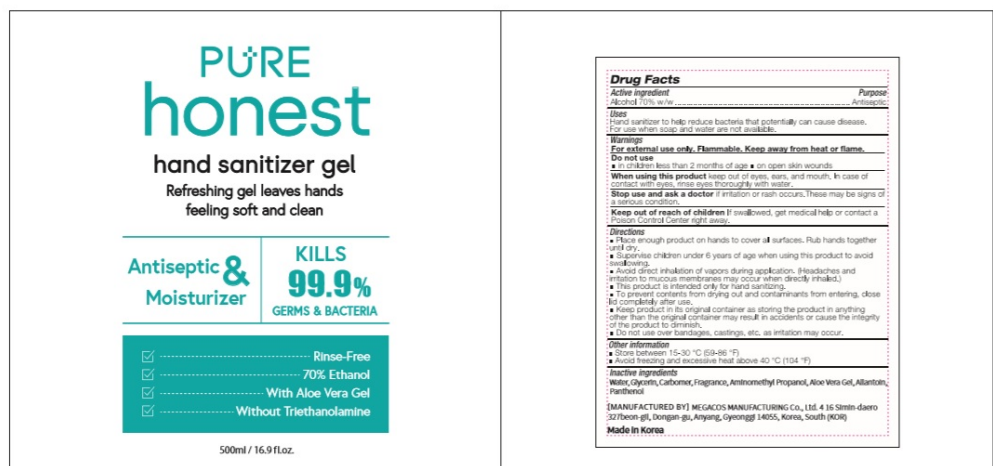 PURE
honest
hand sanitizer gel
Refreshing gel leaves hands
feeling soft and clean
Antiseptic &
Moisturizer
KILLS
99.9%
GERMS & BACTERIA
Rinse-Free
70% Ethanol
With Aloe Vera Gel
Without Triethanolamine
500ml / 16.9 fl.oz.
Drug Facts
Active ingredient Purpose
Alcohol 70% w/w Antiseptic
Uses
Hand sanitizer to help reduce bacteria that potentially can cause disease.
For use when soap and water are not available.
Warnings
For external use only. Flammable. Keep away from heat or flame.
Do not use
▪ in children less than 2 months of age ▪ on open skin wounds
When using this product keep out of eyes, ears, and mouth. In case of
contact with eyes, rinse eyes thoroughly with water.
Stop use and ask a doctor if irritation or rash occurs. These may be signs of
a serious condition.
Keep out of reach of children If swallowed, get medical help or contact a
Poison Control Center right away.
Directions
▪ Place enough product on hands to cover all surfaces. Rub hands together
until dry.
▪ Supervise children under 6 years of age when using this product to avoid
swallowing.
▪ Avoid direct inhalation of vapors during application. (Headaches and
irritation to mucous membranes may occur when directly inhaled.)
▪ This product is intended only for hand sanitizing.
▪ To prevent contents from drying out and contaminants from entering, close
lid completely after use.
▪ Keep product in its original container as storing the product in anything
other than the original container may result in accidents or cause the integrity
of the product to diminish.
▪ Do not use over bandages, castings, etc. as irritation may occur.
Other information
▪ Store between 15-30 °C (59-86 °F)
▪ Avoid freezing and excessive heat above 40 °C (104 °F)
Inactive ingredients
Water, Glycerin, Carbomer, Fragrance, Aminomethyl Propanol, Aloe Vera Gel, Allantoin,
Panthenol
[MANUFACTURED BY] MEGACOS MANUFACTURING Co., Ltd. 4 16 Simin-daero
327beon-gil, Dongan-gu, Anyang, Gyeonggi 14055, Korea, South (KOR)
Made in Korea